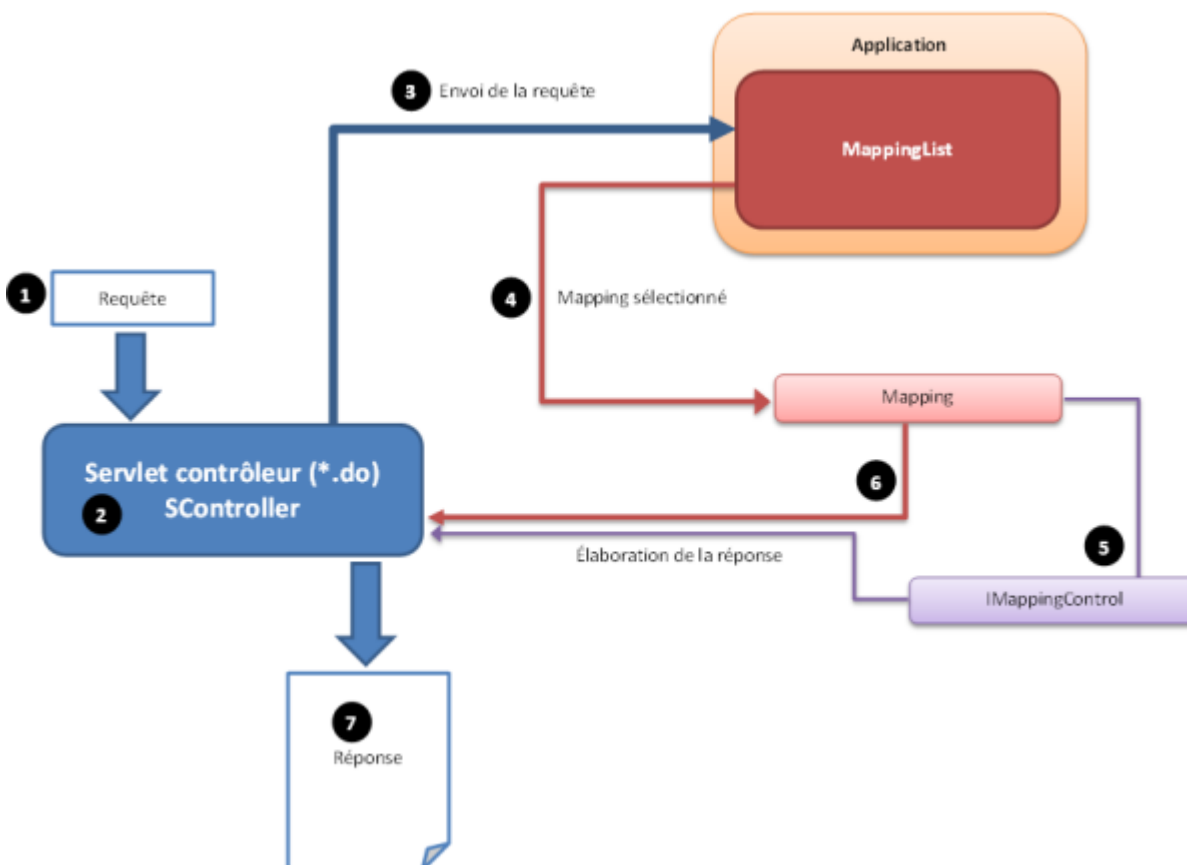 Application
3 Envoi de la requête
MappingList
1 Requête
4 Mapping sélectionné
Mapping
Servlet contrôleur (*.do)
2 SController
6
Élaboration de la réponse
5
IMappingControl
7
Réponse